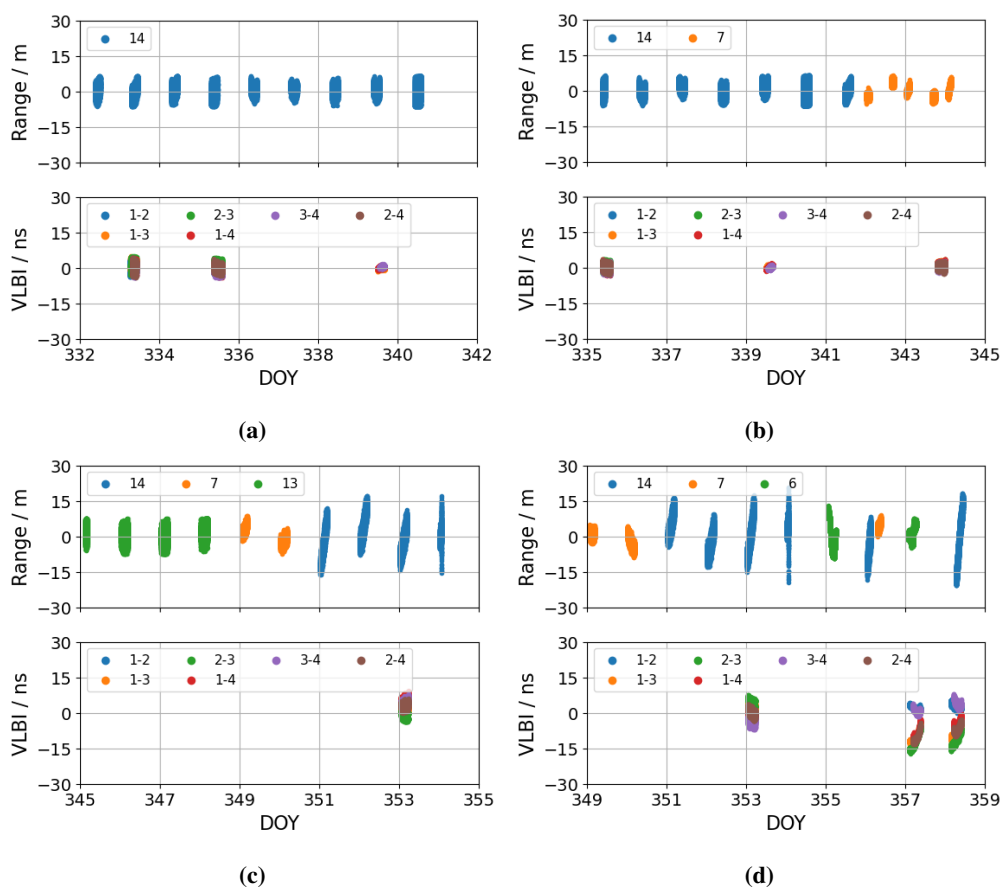 30
15
0
−15
−30
Range / m
14
30
15
0
−15
−30
Range / m
14 7
30
15
0
−15
−30
VLBI / ns
1-2 2-3 3-4 2-4
1-3 1-4
332 334 336 338 340 342
DOY
30
15
0
−15
−30
VLBI / ns
1-2 2-3 3-4 2-4
1-3 1-4
335 337 339 341 343 345
DOY
(a) (b)
30
15
0
−15
−30
Range / m
14 7 13
30
15
0
−15
−30
Range / m
14 7 6
30
15
0
−15
−30
VLBI / ns
1-2 2-3 3-4 2-4
1-3 1-4
345 347 349 351 353 355
DOY
30
15
0
−15
−30
VLBI / ns
1-2 2-3 3-4 2-4
1-3 1-4
349 351 353 355 357 359
DOY
(c) (d)